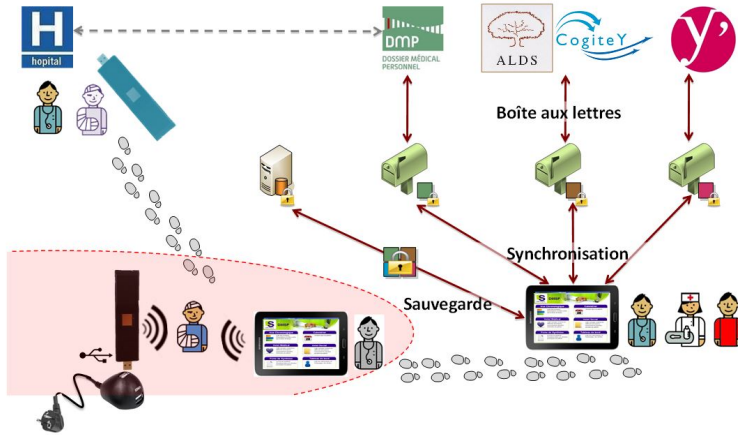 H
hopital
DMP
DOSSIER MÉDICAL
PERSONNEL
ALDS
CogiteY
y'
Boîte aux lettres
Synchronisation
Sauvegarde